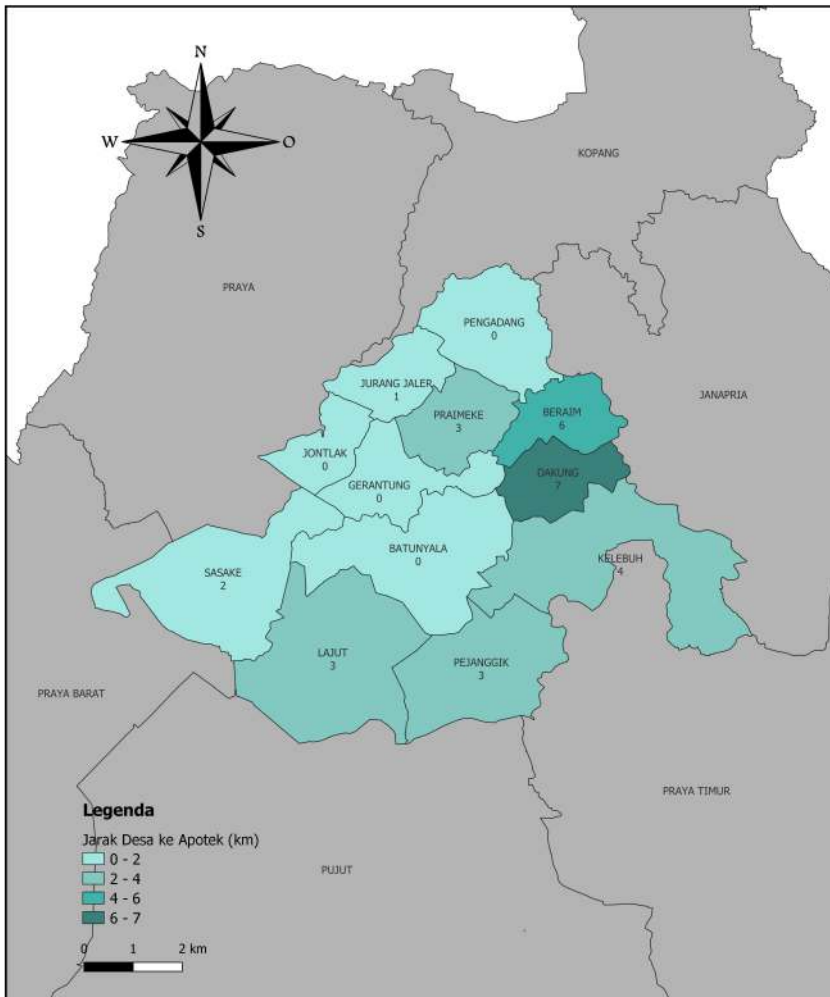 N
W
O
S
KOPANG
PRAYA
PENGADANG
0
JURANG JALER
1
JANAPRIA
PRAIMEKE
3
BERAIM
6
JONTLAK
0
DAKUNG
7
GERANTUNG
0
BATUNYALA
0
KELEBUH
4
SASAKE
2
LAJUT
3
PEJANGGIK
3
PRAYA BARAT
PRAYA TIMUR
PUJUT
Legenda
Jarak Desa ke Apotek (km)
0 - 2
2 - 4
4 - 6
6 - 7
0 1 2 km